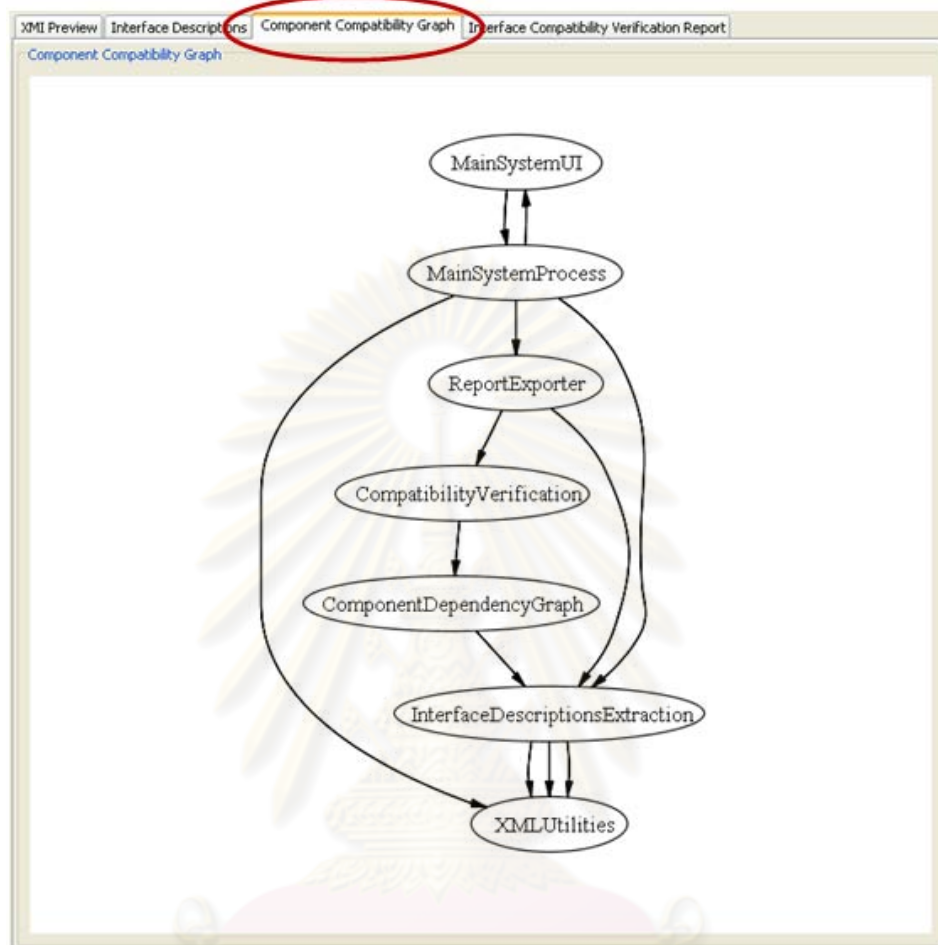 XMI Preview Interface Descriptions Component Compatibility Graph Interface Compatibility Verification Report
Component Compatibility Graph
MainSystemUI
MainSystemProcess
ReportExporter
CompatibilityVerification
ComponentDependencyGraph
InterfaceDescriptionsExtraction
XMLUtilities